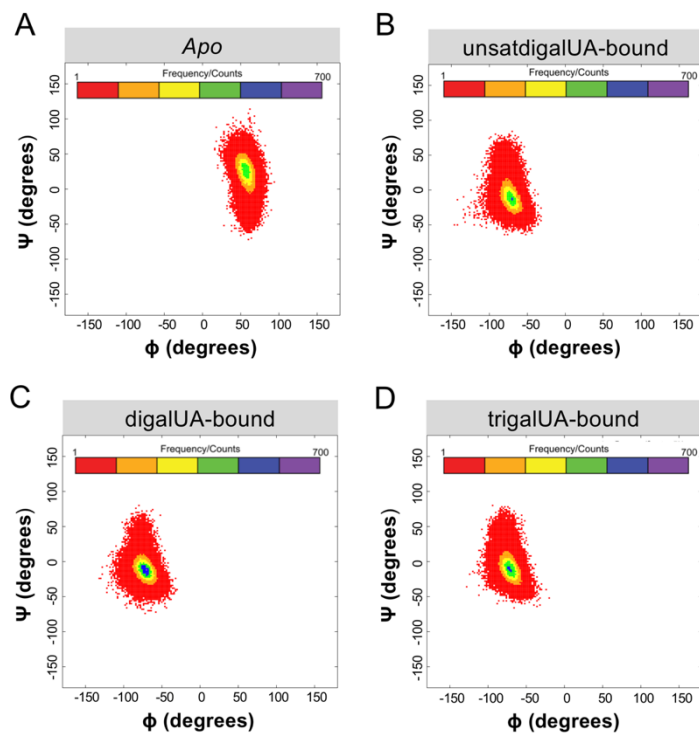 A
Apo
Frequency/Counts
1
700
Ψ (degrees)
150
100
50
0
-50
-100
-150
-150 -100 -50 0 50 100 150
ϕ (degrees)
B
unsatdigalUA-bound
Frequency/Counts
1
700
Ψ (degrees)
150
100
50
0
-50
-100
-150
-150 -100 -50 0 50 100 150
ϕ (degrees)
C
digalUA-bound
Frequency/Counts
1
700
Ψ (degrees)
150
100
50
0
-50
-100
-150
-150 -100 -50 0 50 100 150
ϕ (degrees)
D
trigalUA-bound
Frequency/Counts
1
700
Ψ (degrees)
150
100
50
0
-50
-100
-150
-150 -100 -50 0 50 100 150
ϕ (degrees)